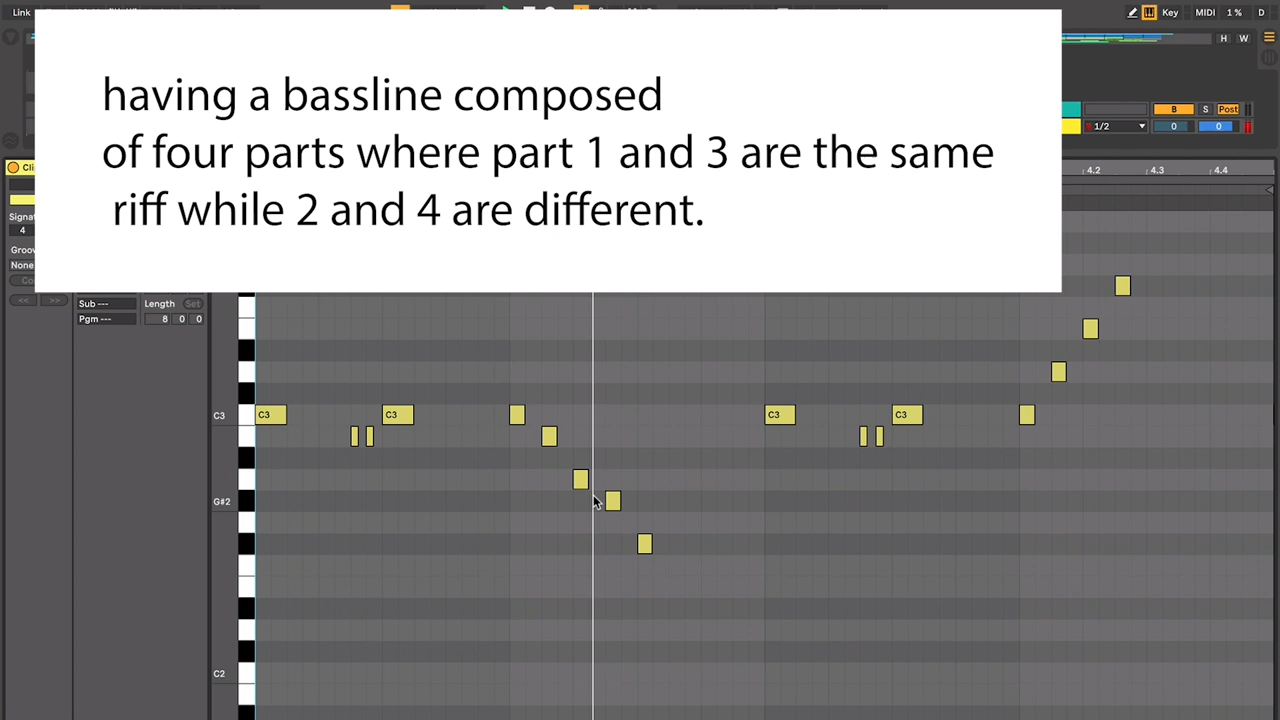 Link
Key
MIDI
1 %
D
having a bassline composed
of four parts where part 1 and 3 are the same
riff while 2 and 4 are different.
H W
B S Post
1/2 0 0
4.2 4.3 4.4
4
None
<< >>
Sub --- Length Set
Pgm --- 8 0 0
C3 C3 C3 C3 C3
G#2
C2